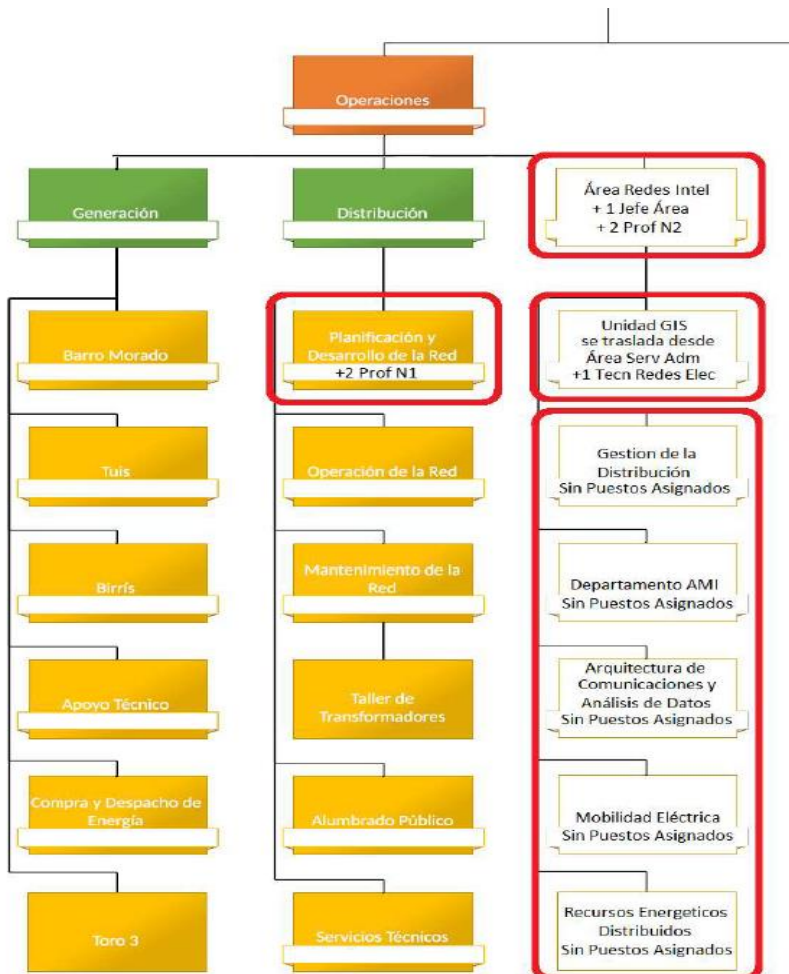 Operaciones
Generación
Distribución
Área Redes Intel
+ 1 Jefe Área
+ 2 Prof N2
Barro Morado
Planificación y
Desarrollo de la Red
+2 Prof N1
Unidad GIS
se traslada desde
Área Serv Adm
+1 Tecn Redes Elec
Tuis
Operación de la Red
Gestion de la
Distribución
Sin Puestos Asignados
Birrís
Mantenimiento de la
Red
Departamento AMI
Sin Puestos Asignados
Apoyo Técnico
Taller de
Transformadores
Arquitectura de
Comunicaciones y
Análisis de Datos
Sin Puestos Asignados
Compra y Despacho de
Energía
Alumbrado Público
Mobilidad Eléctrica
Sin Puestos Asignados
Toro 3
Servicios Técnicos
Recursos Energeticos
Distribuidos
Sin Puestos Asignados